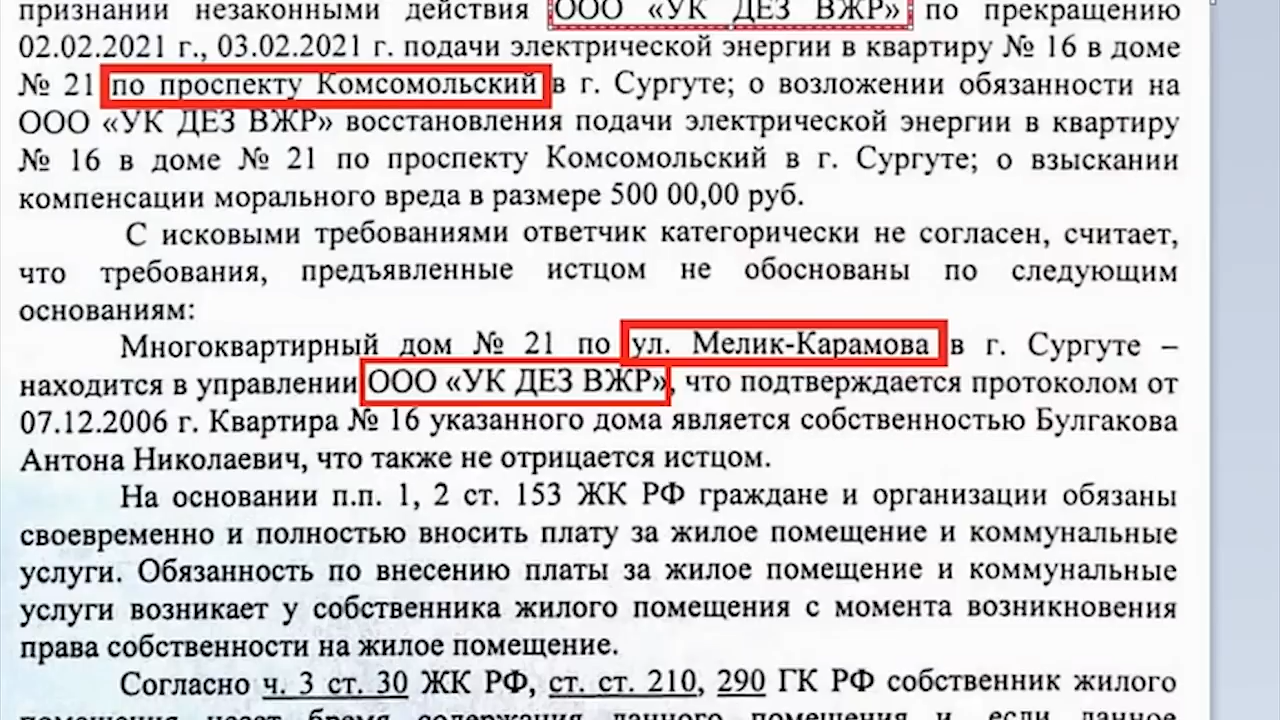 признании незаконными действия ООО «УК ДЕЗ ВЖР» по прекращению
02.02.2021 г., 03.02.2021 г. подачи электрической энергии в квартиру № 16 в доме
№ 21 по проспекту Комсомольский в г. Сургуте; о возложении обязанности на
ООО «УК ДЕЗ ВЖР» восстановления подачи электрической энергии в квартиру
№ 16 в доме № 21 по проспекту Комсомольский в г. Сургуте; о взыскании
компенсации морального вреда в размере 500 00,00 руб.
С исковыми требованиями ответчик категорически не согласен, считает,
что требования, предъявленные истцом не обоснованы по следующим
основаниям:
Многоквартирный дом № 21 по ул. Мелик-Карамова в г. Сургуте –
находится в управлении ООО «УК ДЕЗ ВЖР», что подтверждается протоколом от
07.12.2006 г. Квартира № 16 указанного дома является собственностью Булгакова
Антона Николаевич, что также не отрицается истцом.
На основании п.п. 1, 2 ст. 153 ЖК РФ граждане и организации обязаны
своевременно и полностью вносить плату за жилое помещение и коммунальные
услуги. Обязанность по внесению платы за жилое помещение и коммунальные
услуги возникает у собственника жилого помещения с момента возникновения
права собственности на жилое помещение.
Согласно ч. 3 ст. 30 ЖК РФ, ст. ст. 210, 290 ГК РФ собственник жилого
помещения несет бремя содержания данного помещения и, если данное